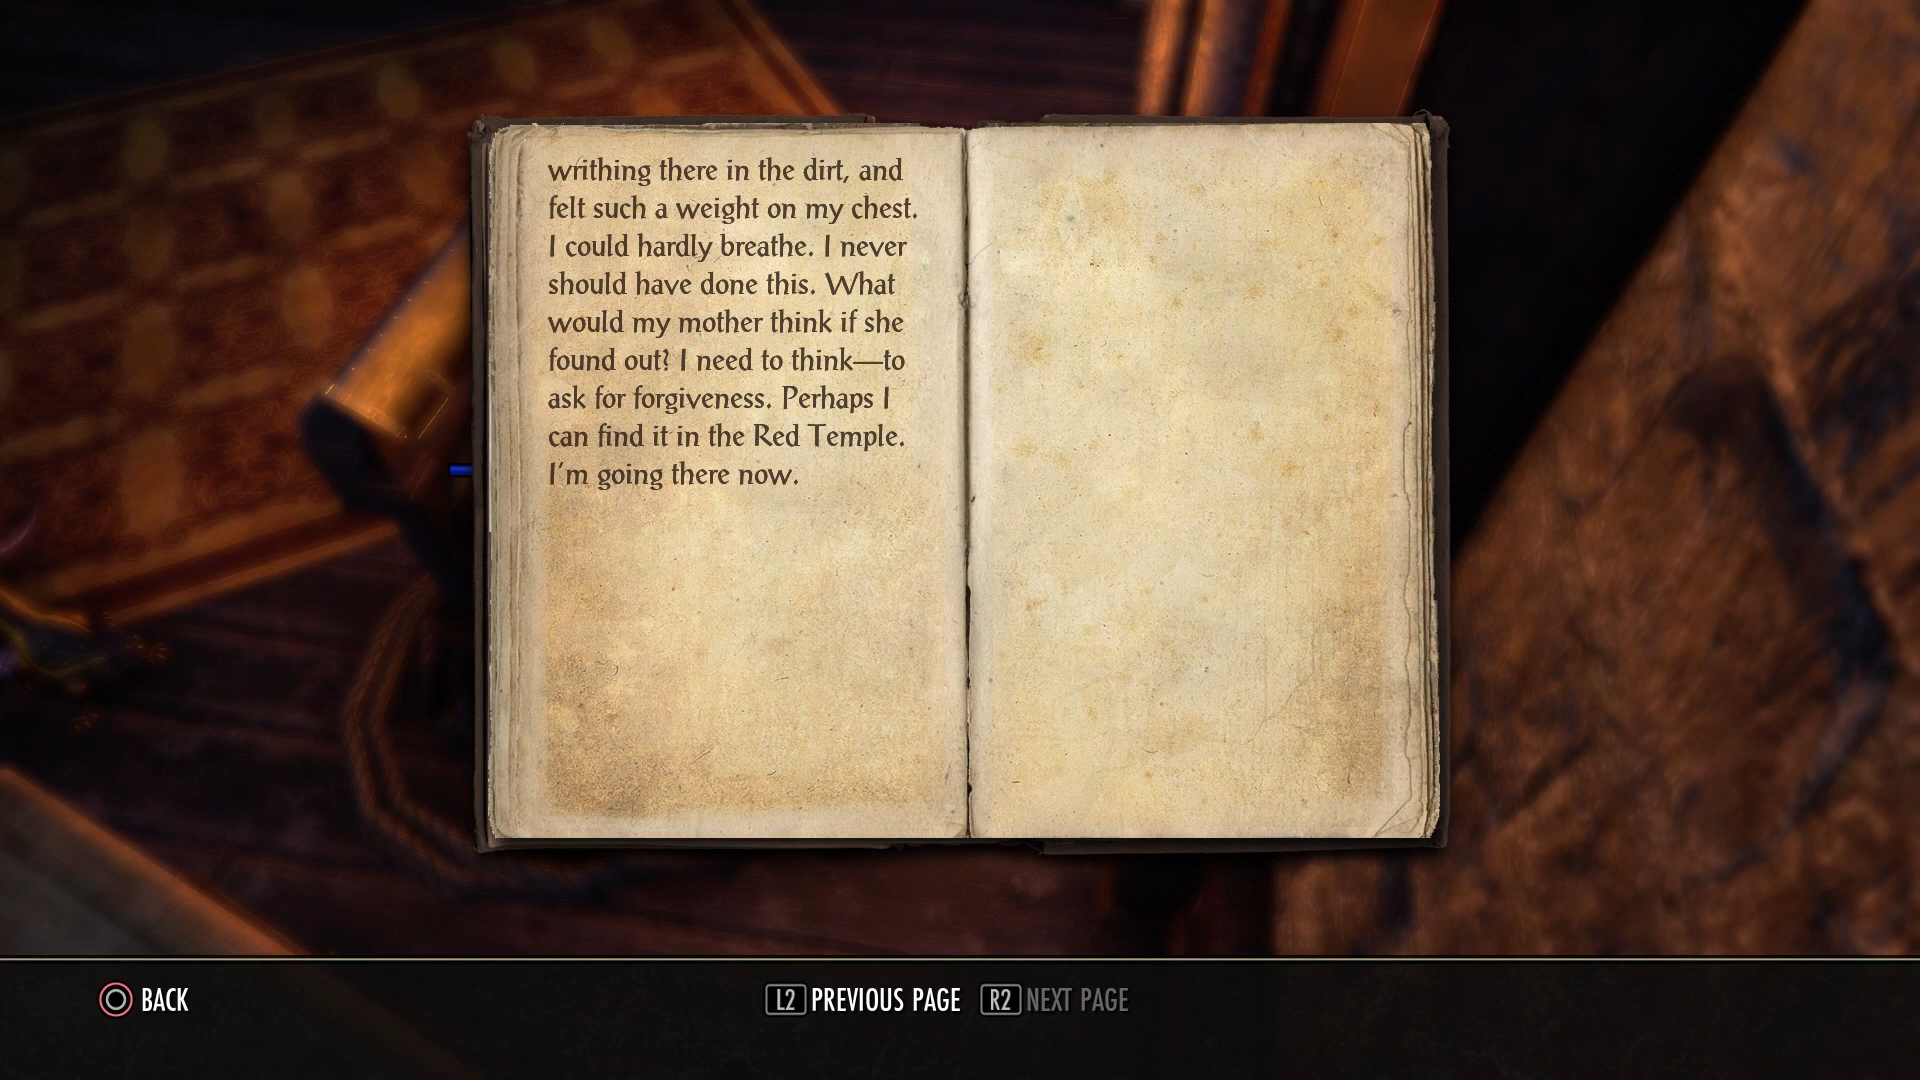 writhing there in the dirt, and
felt such a weight on my chest.
I could hardly breathe. I never
should have done this. What
would my mother think if she
found out? I need to think—to
ask for forgiveness. Perhaps I
can find it in the Red Temple.
I'm going there now.
BACK
L2 PREVIOUS PAGE R2 NEXT PAGE